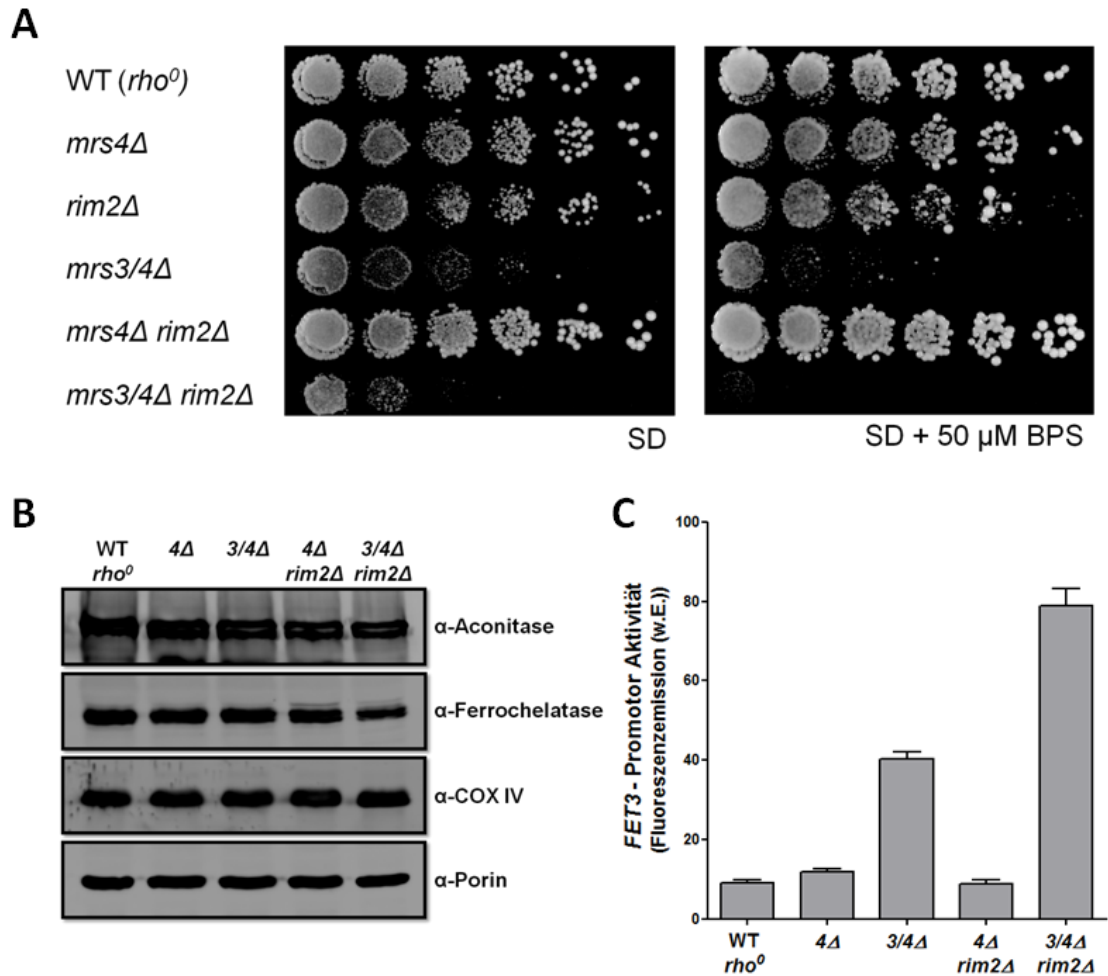 A
WT (rho⁰)
mrs4Δ
rim2Δ
mrs3/4Δ
mrs4Δ rim2Δ
mrs3/4Δ rim2Δ
SD
SD + 50 µM BPS
B
WT rho⁰
4Δ
3/4Δ
4Δ rim2Δ
3/4Δ rim2Δ
α-Aconitase
α-Ferrochelatase
α-COX IV
α-Porin
C
FET3 - Promotor Aktivität
(Fluoreszenzemission (w.E.))
100
80
60
40
20
0
WT rho⁰
4Δ
3/4Δ
4Δ rim2Δ
3/4Δ rim2Δ